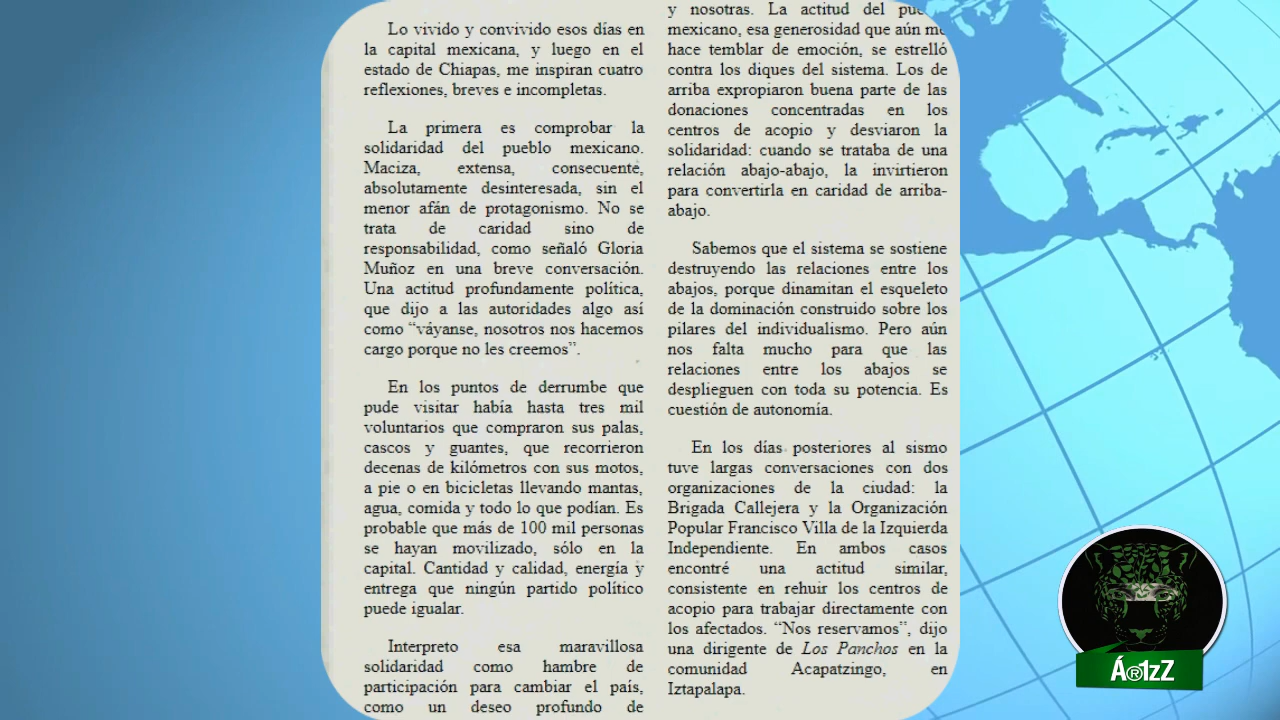 Lo vivido y convivido esos días en
la capital mexicana, y luego en el
estado de Chiapas, me inspiran cuatro
reflexiones, breves e incompletas.
La primera es comprobar la
solidaridad del pueblo mexicano.
Maciza, extensa, consecuente,
absolutamente desinteresada, sin el
menor afán de protagonismo. No se
trata de caridad sino de
responsabilidad, como señaló Gloria
Muñoz en una breve conversación.
Una actitud profundamente política,
que dijo a las autoridades algo así
como “váyanse, nosotros nos hacemos
cargo porque no les creemos”.
En los puntos de derrumbe que
pude visitar había hasta tres mil
voluntarios que compraron sus palas,
cascos y guantes, que recorrieron
decenas de kilómetros con sus motos,
a pie o en bicicletas llevando mantas,
agua, comida y todo lo que podían. Es
probable que más de 100 mil personas
se hayan movilizado, sólo en la
capital. Cantidad y calidad, energía y
entrega que ningún partido político
puede igualar.
Interpreto esa maravillosa
solidaridad como hambre de
participación para cambiar el país,
como un deseo profundo de
y nosotras. La actitud del
mexicano, esa generosidad que aún me
hace temblar de emoción, se estrelló
contra los diques del sistema. Los de
arriba expropiaron buena parte de las
donaciones concentradas en los
centros de acopio y desviaron la
solidaridad: cuando se trataba de una
relación abajo-abajo, la invirtieron
para convertirla en caridad de arriba-
abajo.
Sabemos que el sistema se sostiene
destruyendo las relaciones entre los
abajos, porque dinamitan el esqueleto
de la dominación construido sobre los
pilares del individualismo. Pero aún
nos falta mucho para que las
relaciones entre los abajos se
desplieguen con toda su potencia. Es
cuestión de autonomía.
En los días posteriores al sismo
tuve largas conversaciones con dos
organizaciones de la ciudad: la
Brigada Callejera y la Organización
Popular Francisco Villa de la Izquierda
Independiente. En ambos casos
encontré una actitud similar,
consistente en rehuir los centros de
acopio para trabajar directamente con
los afectados. “Nos reservamos”, dijo
una dirigente de Los Panchos en la
comunidad Acapatzingo, en
Iztapalapa.
Á®1zZ